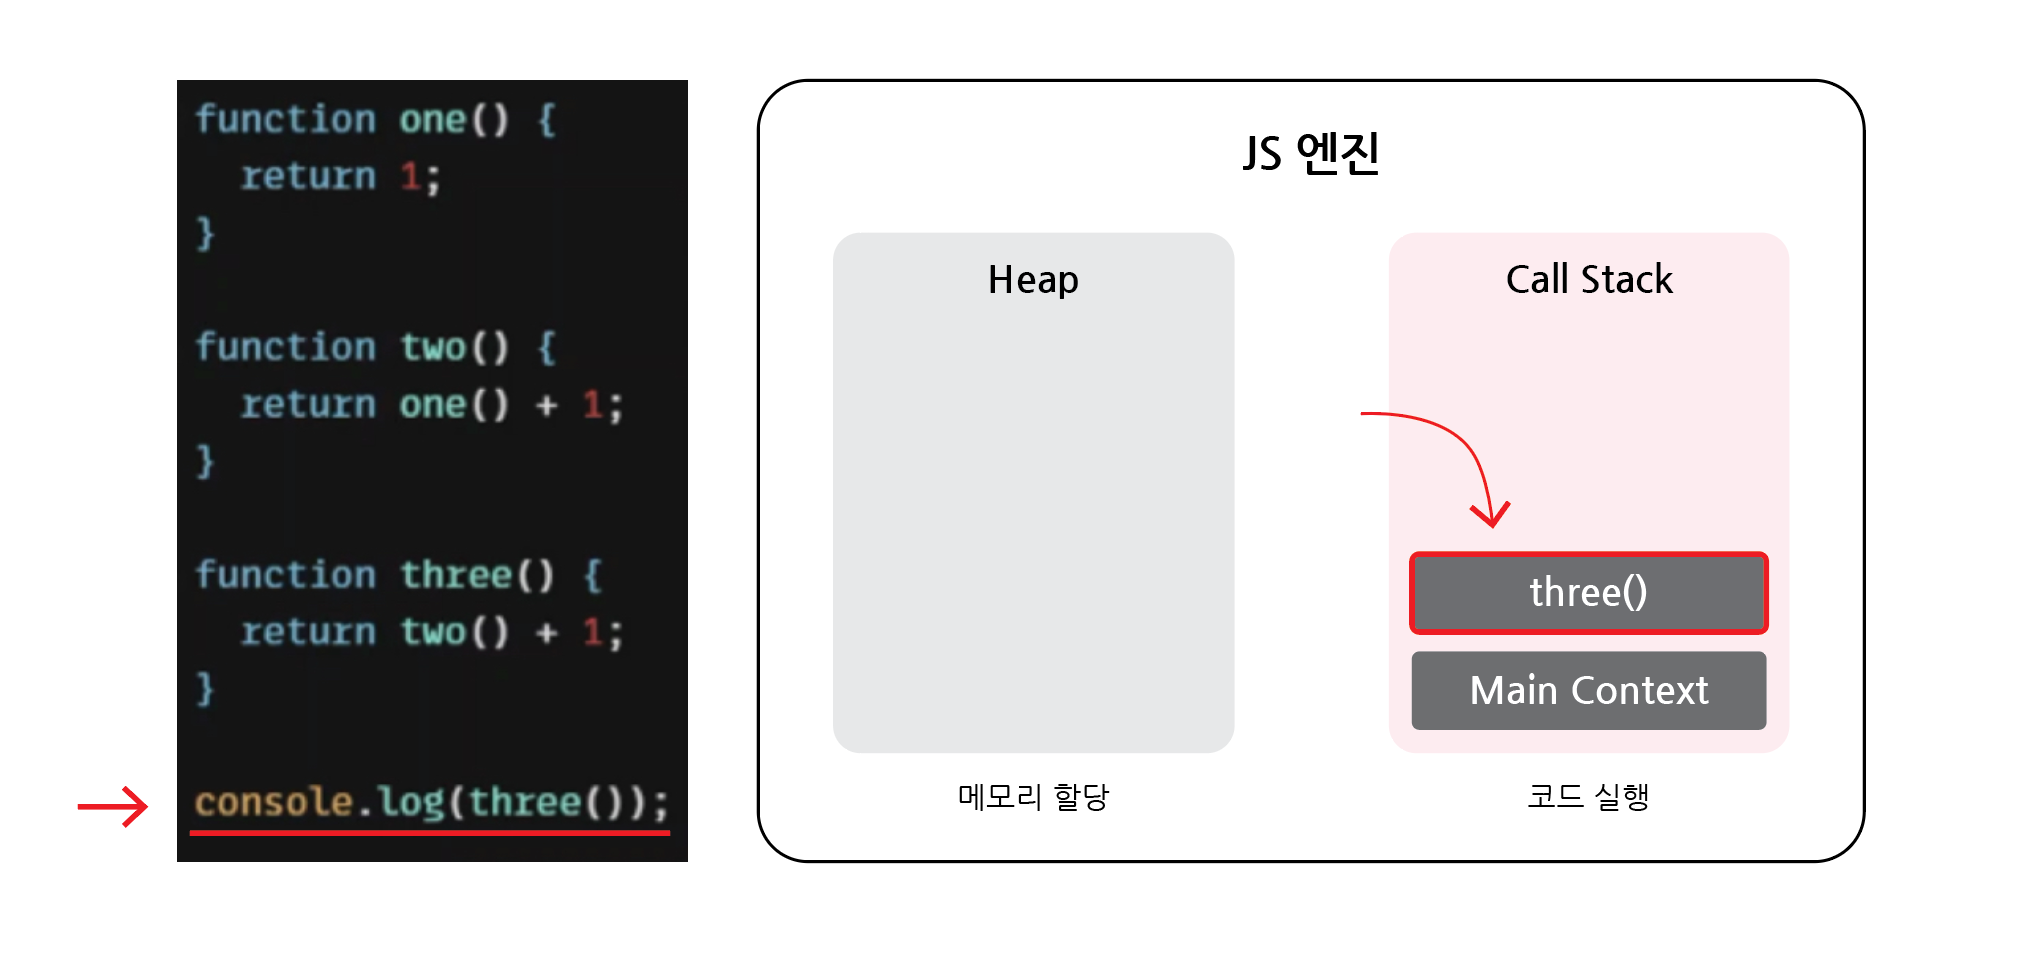 function one() {
  return 1;
}
function two() {
  return one() + 1;
}
function three() {
  return two() + 1;
}
console.log(three());
JS 엔진
Heap
메모리 할당
Call Stack
three()
Main Context
코드 실행